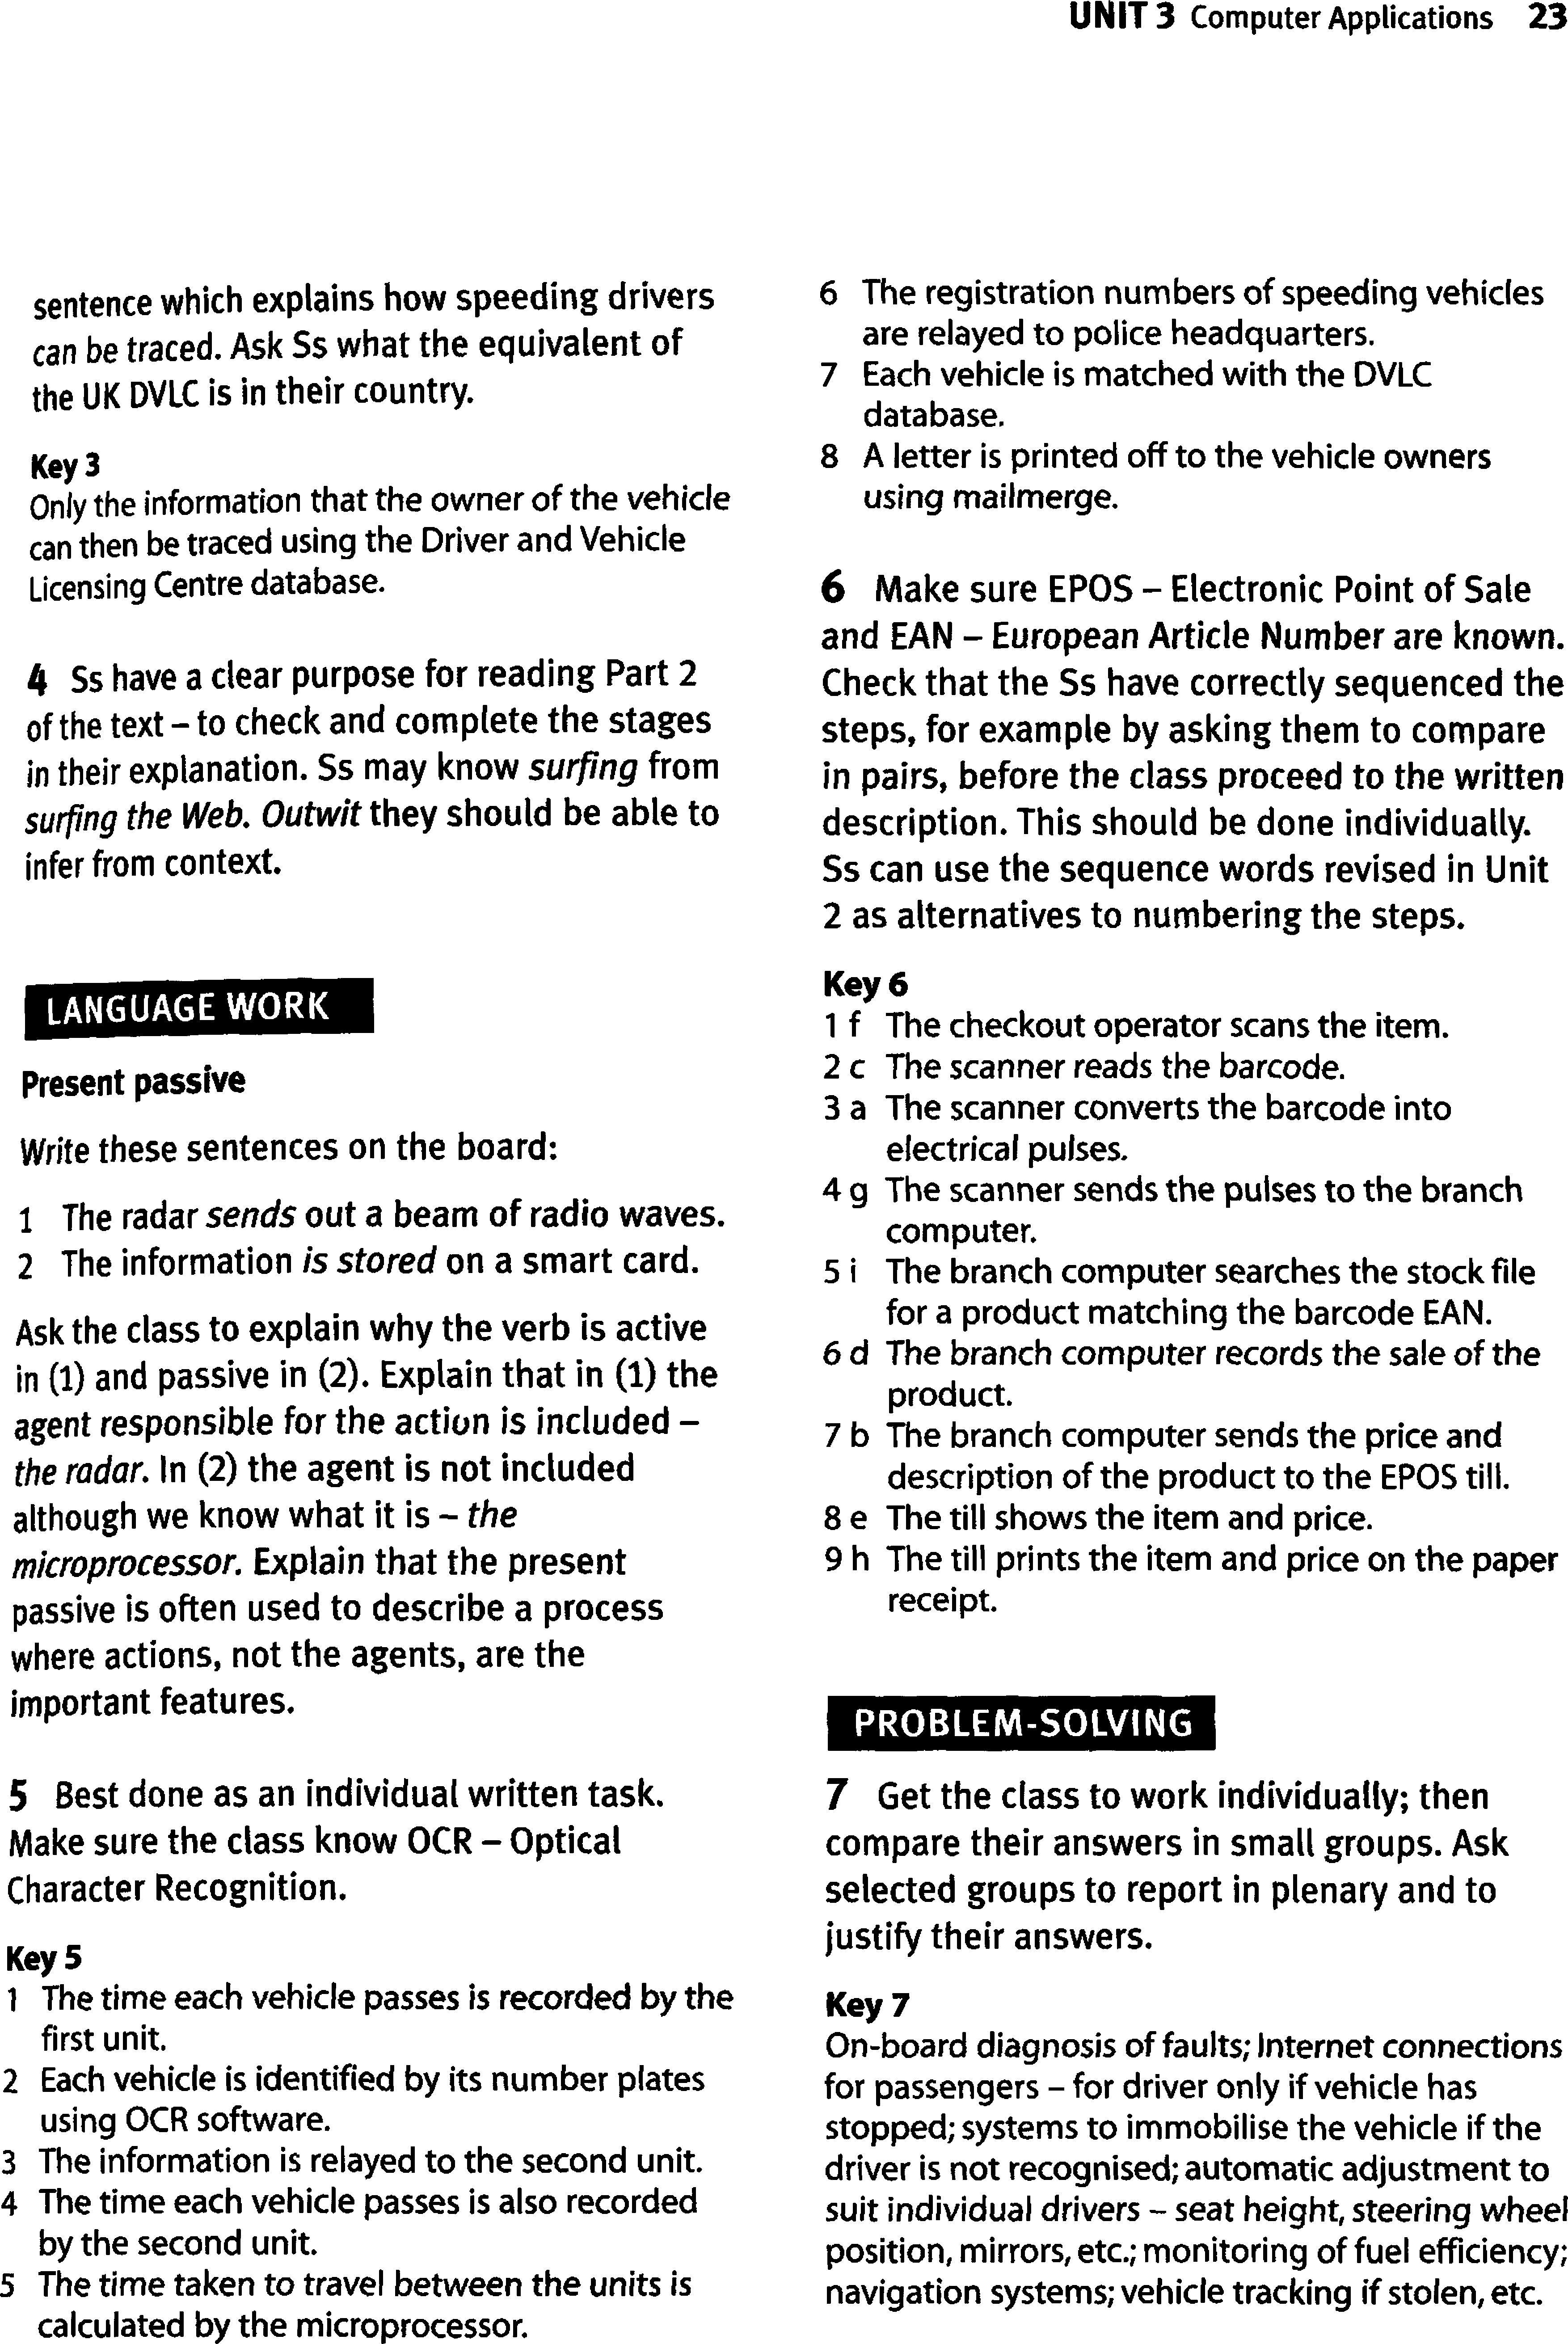 UNIT 3 Computer Applications 23
sentence which explains how speeding drivers
can be traced. Ask Ss what the equivalent of
the UK DVLC is in their country.
Key 3
Only the information that the owner of the vehicle
can then be traced using the Driver and Vehicle
Licensing Centre database.
4 Ss have a clear purpose for reading Part 2
of the text – to check and complete the stages
in their explanation. Ss may know surfing from
surfing the Web. Outwit they should be able to
infer from context.
LANGUAGE WORK
Present passive
Write these sentences on the board:
1 The radar sends out a beam of radio waves.
2 The information is stored on a smart card.
Ask the class to explain why the verb is active
in (1) and passive in (2). Explain that in (1) the
agent responsible for the action is included –
the radar. In (2) the agent is not included
although we know what it is – the
microprocessor. Explain that the present
passive is often used to describe a process
where actions, not the agents, are the
important features.
5 Best done as an individual written task.
Make sure the class know OCR – Optical
Character Recognition.
Key 5
1 The time each vehicle passes is recorded by the
first unit.
2 Each vehicle is identified by its number plates
using OCR software.
3 The information is relayed to the second unit.
4 The time each vehicle passes is also recorded
by the second unit.
5 The time taken to travel between the units is
calculated by the microprocessor.
6 The registration numbers of speeding vehicles
are relayed to police headquarters.
7 Each vehicle is matched with the DVLC
database.
8 A letter is printed off to the vehicle owners
using mailmerge.
6 Make sure EPOS – Electronic Point of Sale
and EAN – European Article Number are known.
Check that the Ss have correctly sequenced the
steps, for example by asking them to compare
in pairs, before the class proceed to the written
description. This should be done individually.
Ss can use the sequence words revised in Unit
2 as alternatives to numbering the steps.
Key 6
1 f The checkout operator scans the item.
2 c The scanner reads the barcode.
3 a The scanner converts the barcode into
electrical pulses.
4 g The scanner sends the pulses to the branch
computer.
5 i The branch computer searches the stock file
for a product matching the barcode EAN.
6 d The branch computer records the sale of the
product.
7 b The branch computer sends the price and
description of the product to the EPOS till.
8 e The till shows the item and price.
9 h The till prints the item and price on the paper
receipt.
PROBLEM-SOLVING
7 Get the class to work individually; then
compare their answers in small groups. Ask
selected groups to report in plenary and to
justify their answers.
Key 7
On-board diagnosis of faults; Internet connections
for passengers – for driver only if vehicle has
stopped; systems to immobilise the vehicle if the
driver is not recognised; automatic adjustment to
suit individual drivers – seat height, steering wheel
position, mirrors, etc.; monitoring of fuel efficiency;
navigation systems; vehicle tracking if stolen, etc.